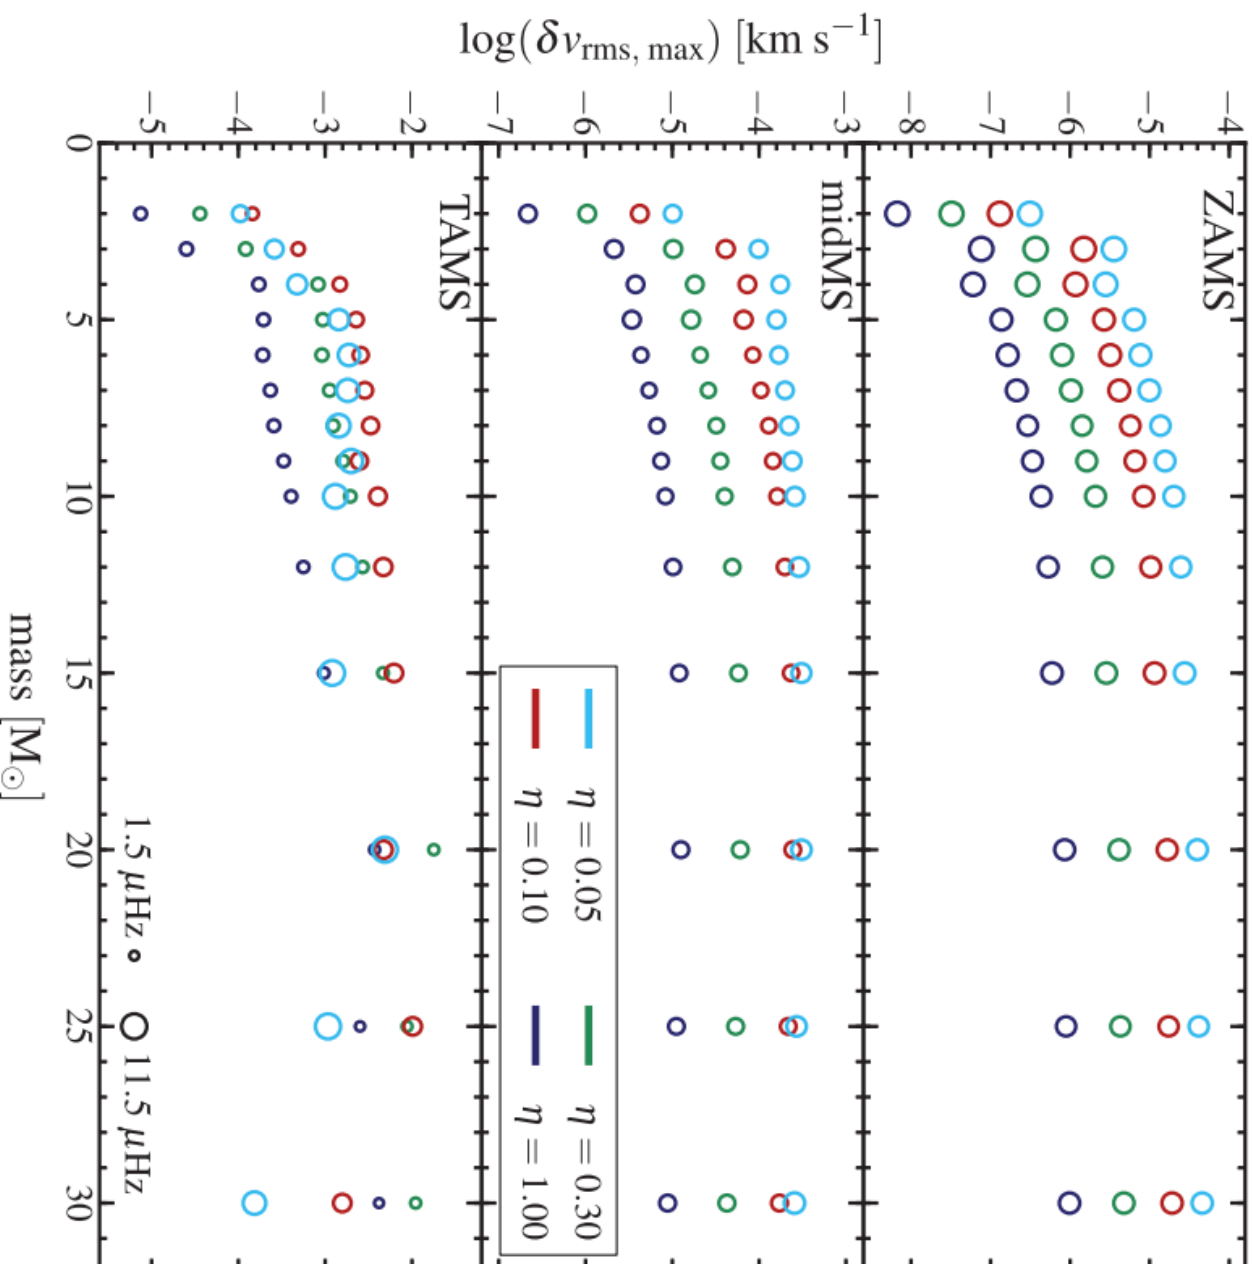 log(δv_rms, max) [km s⁻¹]
ZAMS
−4
−5
−6
−7
−8
midMS
−3
−4
−5
−6
−7
η = 0.05
η = 0.30
η = 0.10
η = 1.00
TAMS
−2
−3
−4
−5
1.5 μHz
11.5 μHz
0 5 10 15 20 25 30
mass [M⊙]